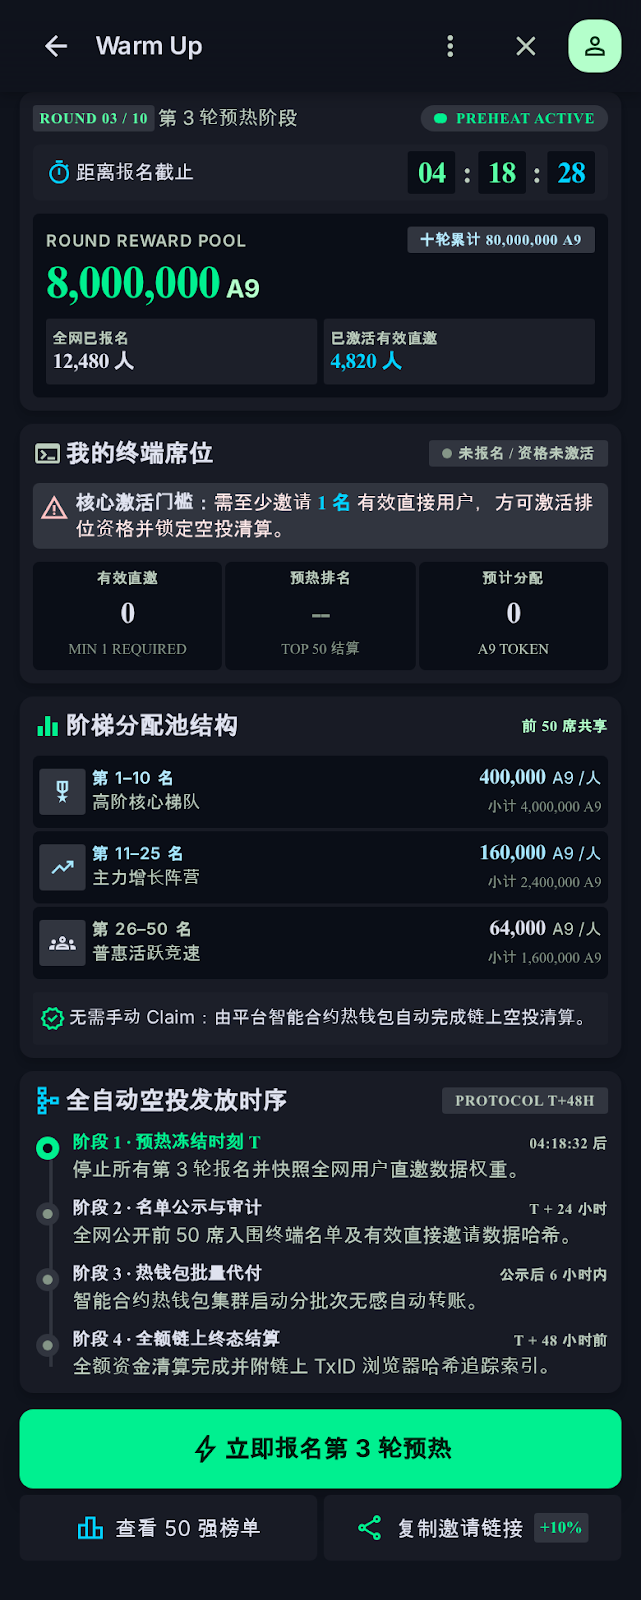 Warm Up
ROUND 03 / 10 第 3 轮预热阶段 PREHEAT ACTIVE
距离报名截止 04 : 18 : 28
ROUND REWARD POOL 十轮累计 80,000,000 A9
8,000,000 A9
全网已报名 已激活有效直邀
12,480 人 4,820 人
我的终端席位 未报名 / 资格未激活
核心激活门槛：需至少邀请 1 名 有效直接用户，方可激活排
位资格并锁定空投清算。
有效直邀 预热排名 预计分配
0 -- 0
MIN 1 REQUIRED TOP 50 结算 A9 TOKEN
阶梯分配池结构 前 50 席共享
第 1–10 名 400,000 A9 /人
高阶核心梯队 小计 4,000,000 A9
第 11–25 名 160,000 A9 /人
主力增长阵营 小计 2,400,000 A9
第 26–50 名 64,000 A9 /人
普惠活跃竞速 小计 1,600,000 A9
无需手动 Claim：由平台智能合约热钱包自动完成链上空投清算。
全自动空投发放时序 PROTOCOL T+48H
阶段 1 · 预热冻结时刻 T 04:18:32 后
停止所有第 3 轮报名并快照全网用户直邀数据权重。
阶段 2 · 名单公示与审计 T + 24 小时
全网公开前 50 席入围终端名单及有效直接邀请数据哈希。
阶段 3 · 热钱包批量代付 公示后 6 小时内
智能合约热钱包集群启动分批次无感自动转账。
阶段 4 · 全额链上终态结算 T + 48 小时前
全额资金清算完成并附链上 TxID 浏览器哈希追踪索引。
立即报名第 3 轮预热
查看 50 强榜单 复制邀请链接 +10%